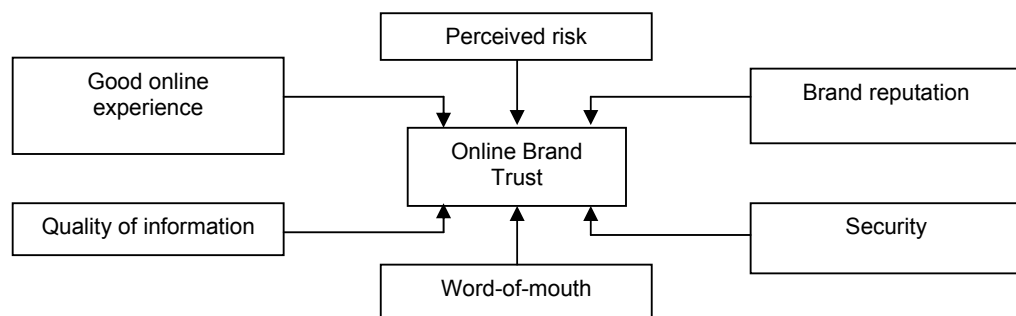 Perceived risk
Good online
experience
Brand reputation
Online Brand
Trust
Quality of information
Security
Word-of-mouth